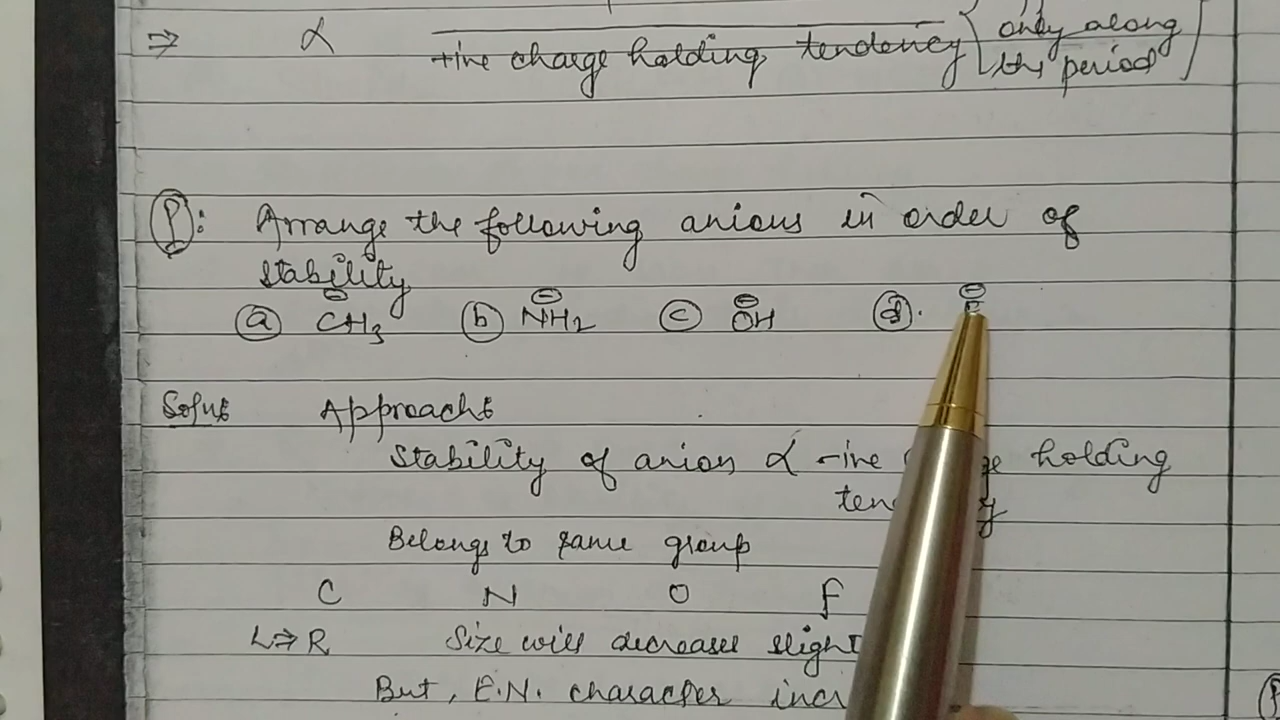 ⇒ α +ive charge holding tendency { only along
the period }
(P): Arrange the following anions in order of
stability
(a) CH3⊖ (b) NH2⊖ (c) OH⊖ (d). F⊖
Solut Approach:
Stability of anion α -ive holding
Belongs to same group
C N O F
L⇒R Size will decreases
But, E.N. character